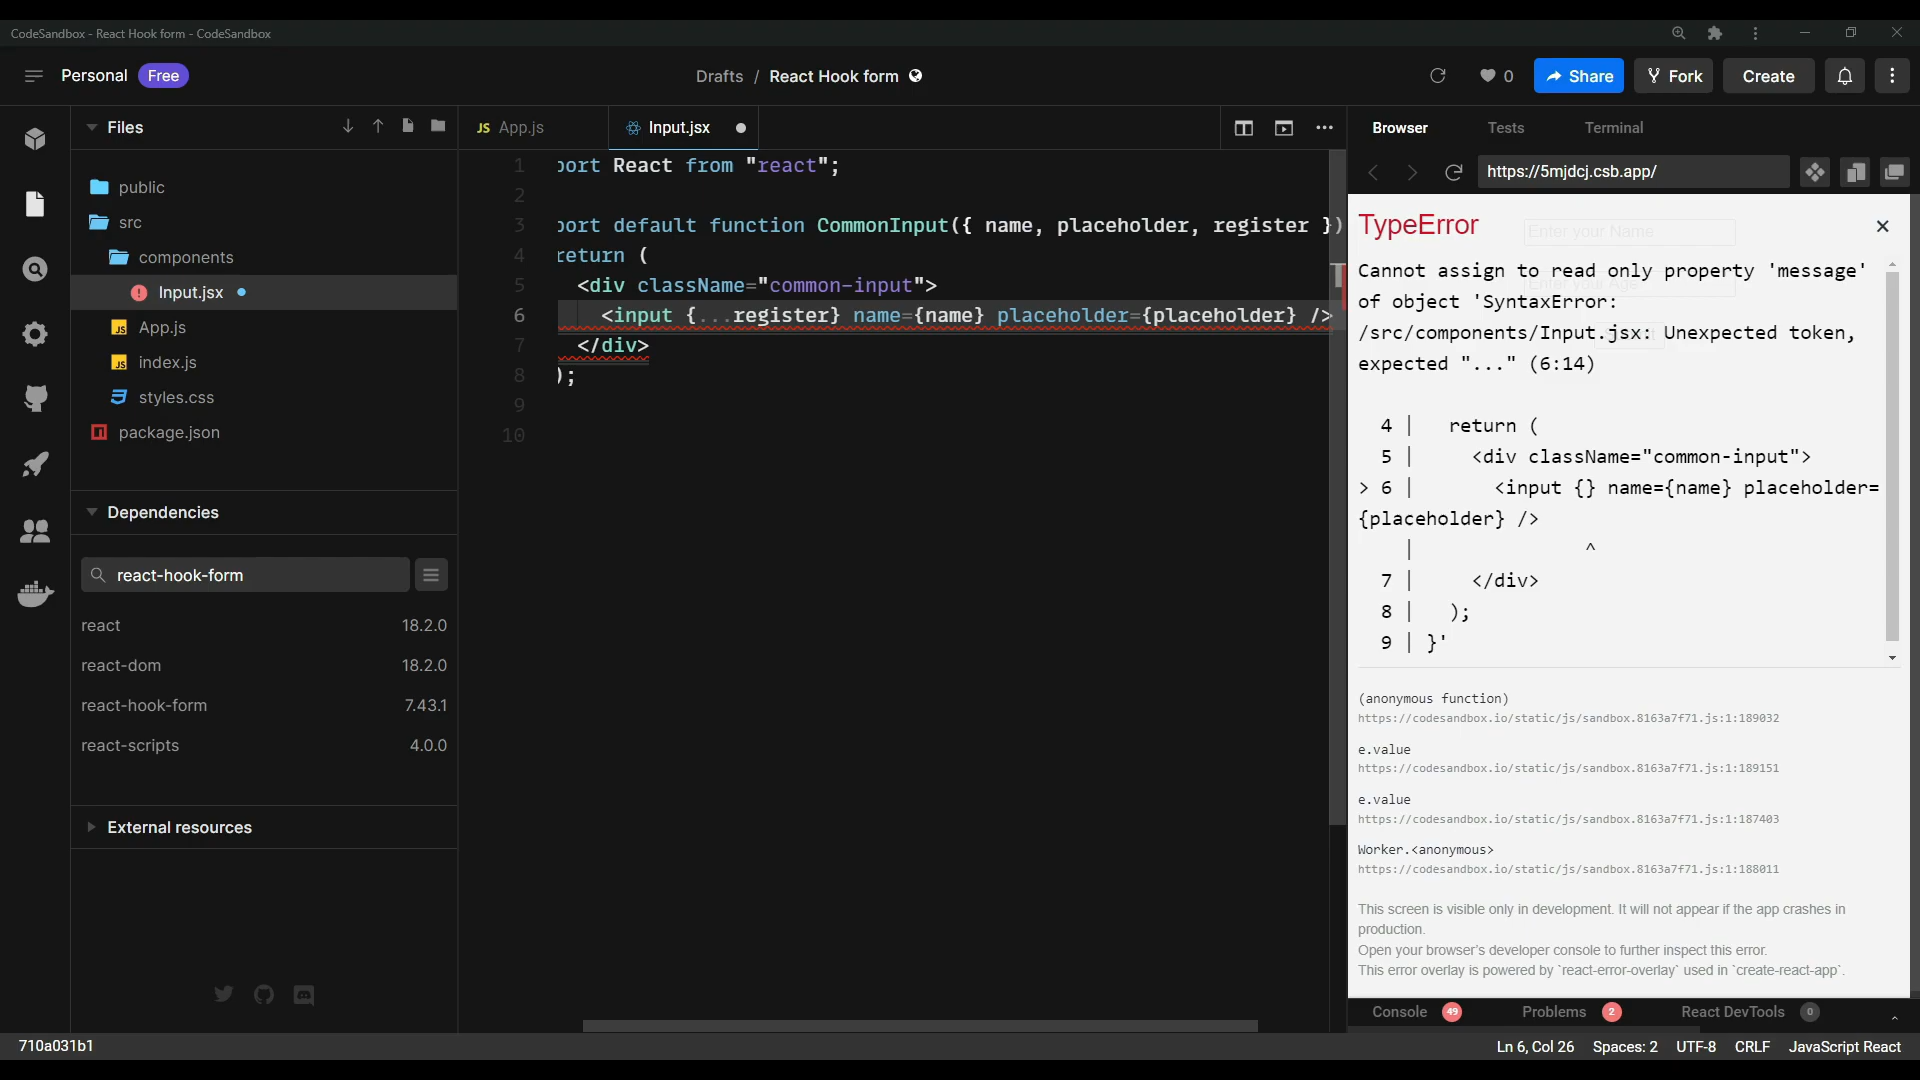 CodeSandbox - React Hook form - CodeSandbox
Personal Free
Drafts / React Hook form
0
Share
Fork
Create
Files
public
src
components
Input.jsx
App.js
index.js
styles.css
package.json
Dependencies
react-hook-form
react 18.2.0
react-dom 18.2.0
react-hook-form 7.43.1
react-scripts 4.0.0
External resources
JS App.js
Input.jsx
1 port React from "react";
2
3 port default function CommonInput({ name, placeholder, register })
4 return (
5 <div className="common-input">
6 <input {...register} name={name} placeholder={placeholder} />
7 </div>
8 );
9
10
Browser
Tests
Terminal
https://5mjdcj.csb.app/
TypeError
Enter your Name
Enter your Age
Cannot assign to read only property 'message'
of object 'SyntaxError:
/src/components/Input.jsx: Unexpected token,
expected "..." (6:14)
4 | return (
5 | <div className="common-input">
> 6 | <input {} name={name} placeholder=
{placeholder} />
| ^
7 | </div>
8 | );
9 | }'
(anonymous function)
https://codesandbox.io/static/js/sandbox.8163a7f71.js:1:189032
e.value
https://codesandbox.io/static/js/sandbox.8163a7f71.js:1:189151
e.value
https://codesandbox.io/static/js/sandbox.8163a7f71.js:1:187403
Worker.<anonymous>
https://codesandbox.io/static/js/sandbox.8163a7f71.js:1:188011
This screen is visible only in development. It will not appear if the app crashes in
production.
Open your browser's developer console to further inspect this error.
This error overlay is powered by `react-error-overlay` used in `create-react-app`.
Console 49
Problems 2
React DevTools 0
710a031b1
Ln 6, Col 26 Spaces: 2 UTF-8 CRLF JavaScript React